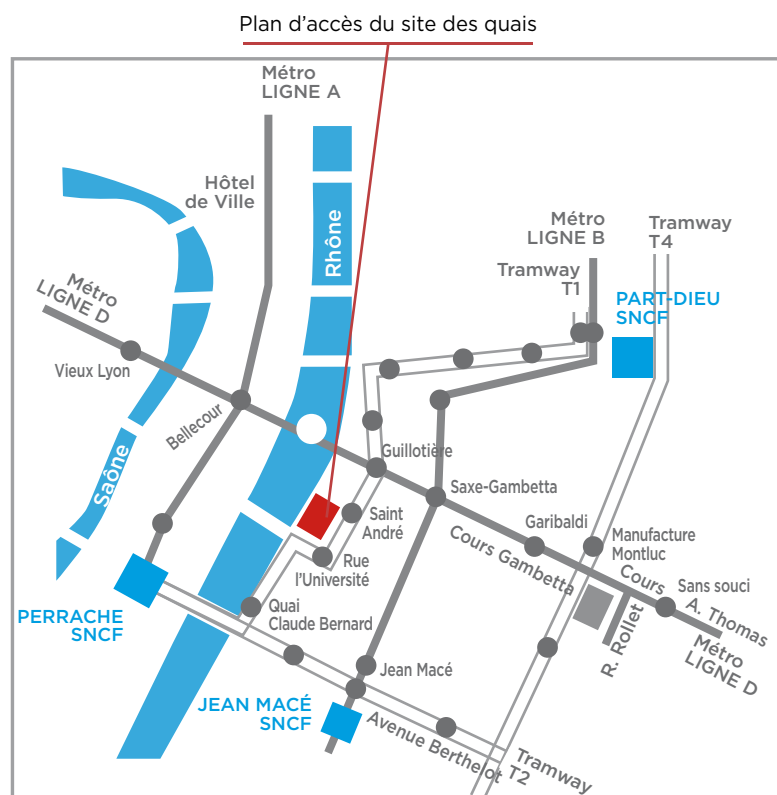 Plan d'accès du site des quais
Métro
LIGNE A
Hôtel
de Ville
Rhône
Métro
LIGNE B
Tramway
T4
Tramway
T1
PART-DIEU
SNCF
Métro
LIGNE D
Vieux Lyon
Bellecour
Saône
Guillotière
Saxe-Gambetta
Saint
André
Garibaldi
Manufacture
Montluc
Cours Gambetta
Rue
l'Université
Cours
A. Thomas
Sans souci
PERRACHE
SNCF
Quai
Claude Bernard
R. Rollet
Métro
LIGNE D
Jean Macé
JEAN MACÉ
SNCF
Avenue Berthelot
Tramway
T2